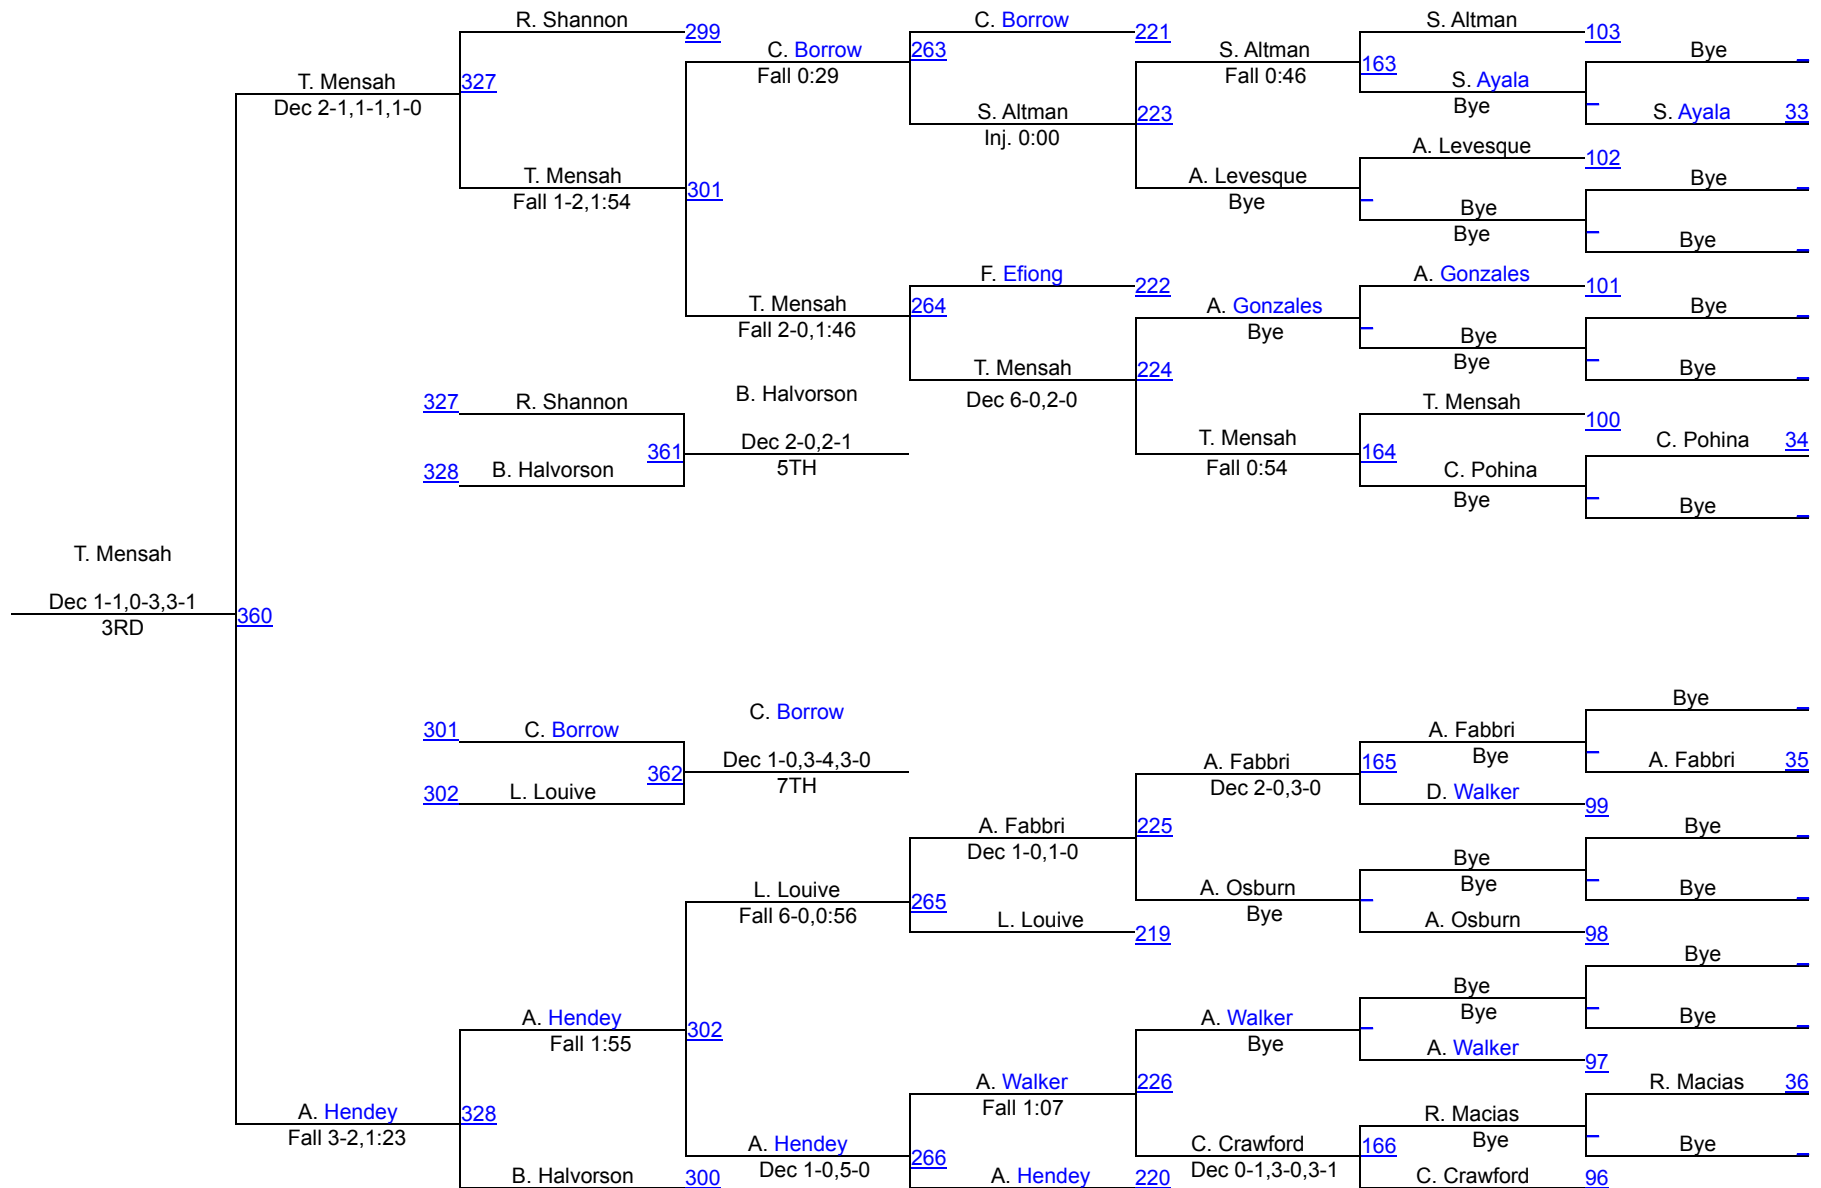 R. Shannon
299
C. Borrow
221
S. Altman
103
C. Borrow
263
S. Altman
Bye
_
Fall 0:29
Fall 0:46
163
T. Mensah
327
S. Ayala
Dec 2-1,1-1,1-0
Bye
_
S. Altman
223
S. Ayala
33
Inj. 0:00
A. Levesque
102
T. Mensah
301
A. Levesque
Bye
_
Fall 1-2,1:54
Bye
_
Bye
Bye
_
Bye
_
F. Efiong
222
A. Gonzales
101
T. Mensah
264
A. Gonzales
Bye
_
Fall 2-0,1:46
Bye
_
Bye
Bye
_
T. Mensah
224
Bye
_
B. Halvorson
Dec 6-0,2-0
327
R. Shannon
T. Mensah
100
Dec 2-0,2-1
T. Mensah
C. Pohina
34
361
5TH
Fall 0:54
164
328
B. Halvorson
C. Pohina
Bye
_
Bye
_
T. Mensah
Dec 1-1,0-3,3-1
360
3RD
Bye
_
C. Borrow
301
C. Borrow
A. Fabbri
Dec 1-0,3-4,3-0
A. Fabbri
165
Bye
_
A. Fabbri
35
362
7TH
Dec 2-0,3-0
302
L. Louive
D. Walker
99
A. Fabbri
225
Bye
_
Dec 1-0,1-0
Bye
L. Louive
265
A. Osburn
_
Bye
_
Bye
_
Fall 6-0,0:56
Bye
L. Louive
219
A. Osburn
98
Bye
_
Bye
A. Hendey
302
A. Walker
_
Bye
_
Bye
_
Fall 1:55
Bye
A. Walker
97
A. Walker
226
R. Macias
36
A. Hendey
328
Fall 1:07
R. Macias
Fall 3-2,1:23
A. Hendey
266
C. Crawford
166
Bye
_
Bye
_
B. Halvorson
300
Dec 1-0,5-0
A. Hendey
220
Dec 0-1,3-0,3-1
C. Crawford
96